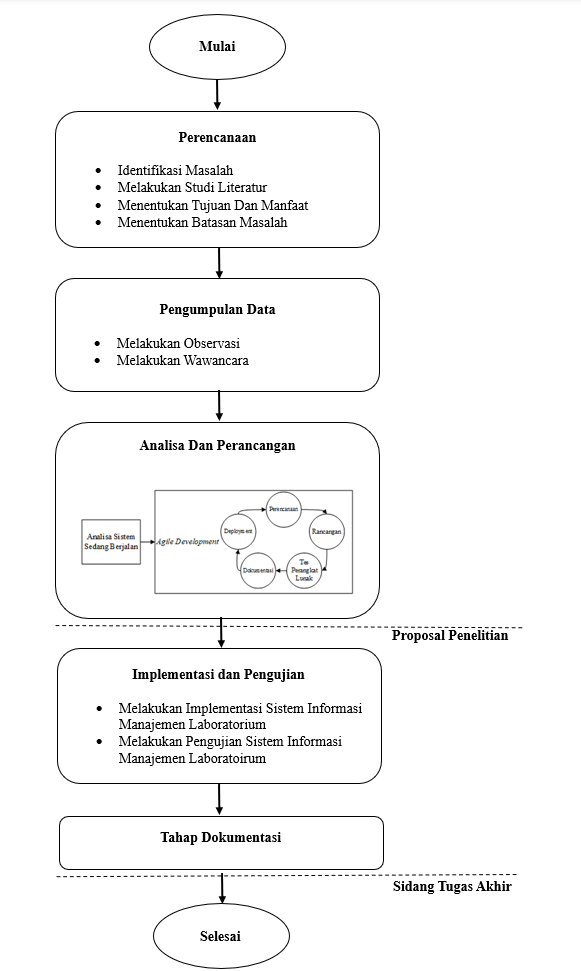 Mulai
Perencanaan
• Identifikasi Masalah
• Melakukan Studi Literatur
• Menentukan Tujuan Dan Manfaat
• Menentukan Batasan Masalah
Pengumpulan Data
• Melakukan Observasi
• Melakukan Wawancara
Analisa Dan Perancangan
Analisa Sistem
Sedang Berjalan
Agile Development
Perencanaan
Rancangan
Tes
Perangkat
Lunak
Dokumentasi
Deployment
Proposal Penelitian
Implementasi dan Pengujian
• Melakukan Implementasi Sistem Informasi
Manajemen Laboratorium
• Melakukan Pengujian Sistem Informasi
Manajemen Laboratoirum
Tahap Dokumentasi
Sidang Tugas Akhir
Selesai